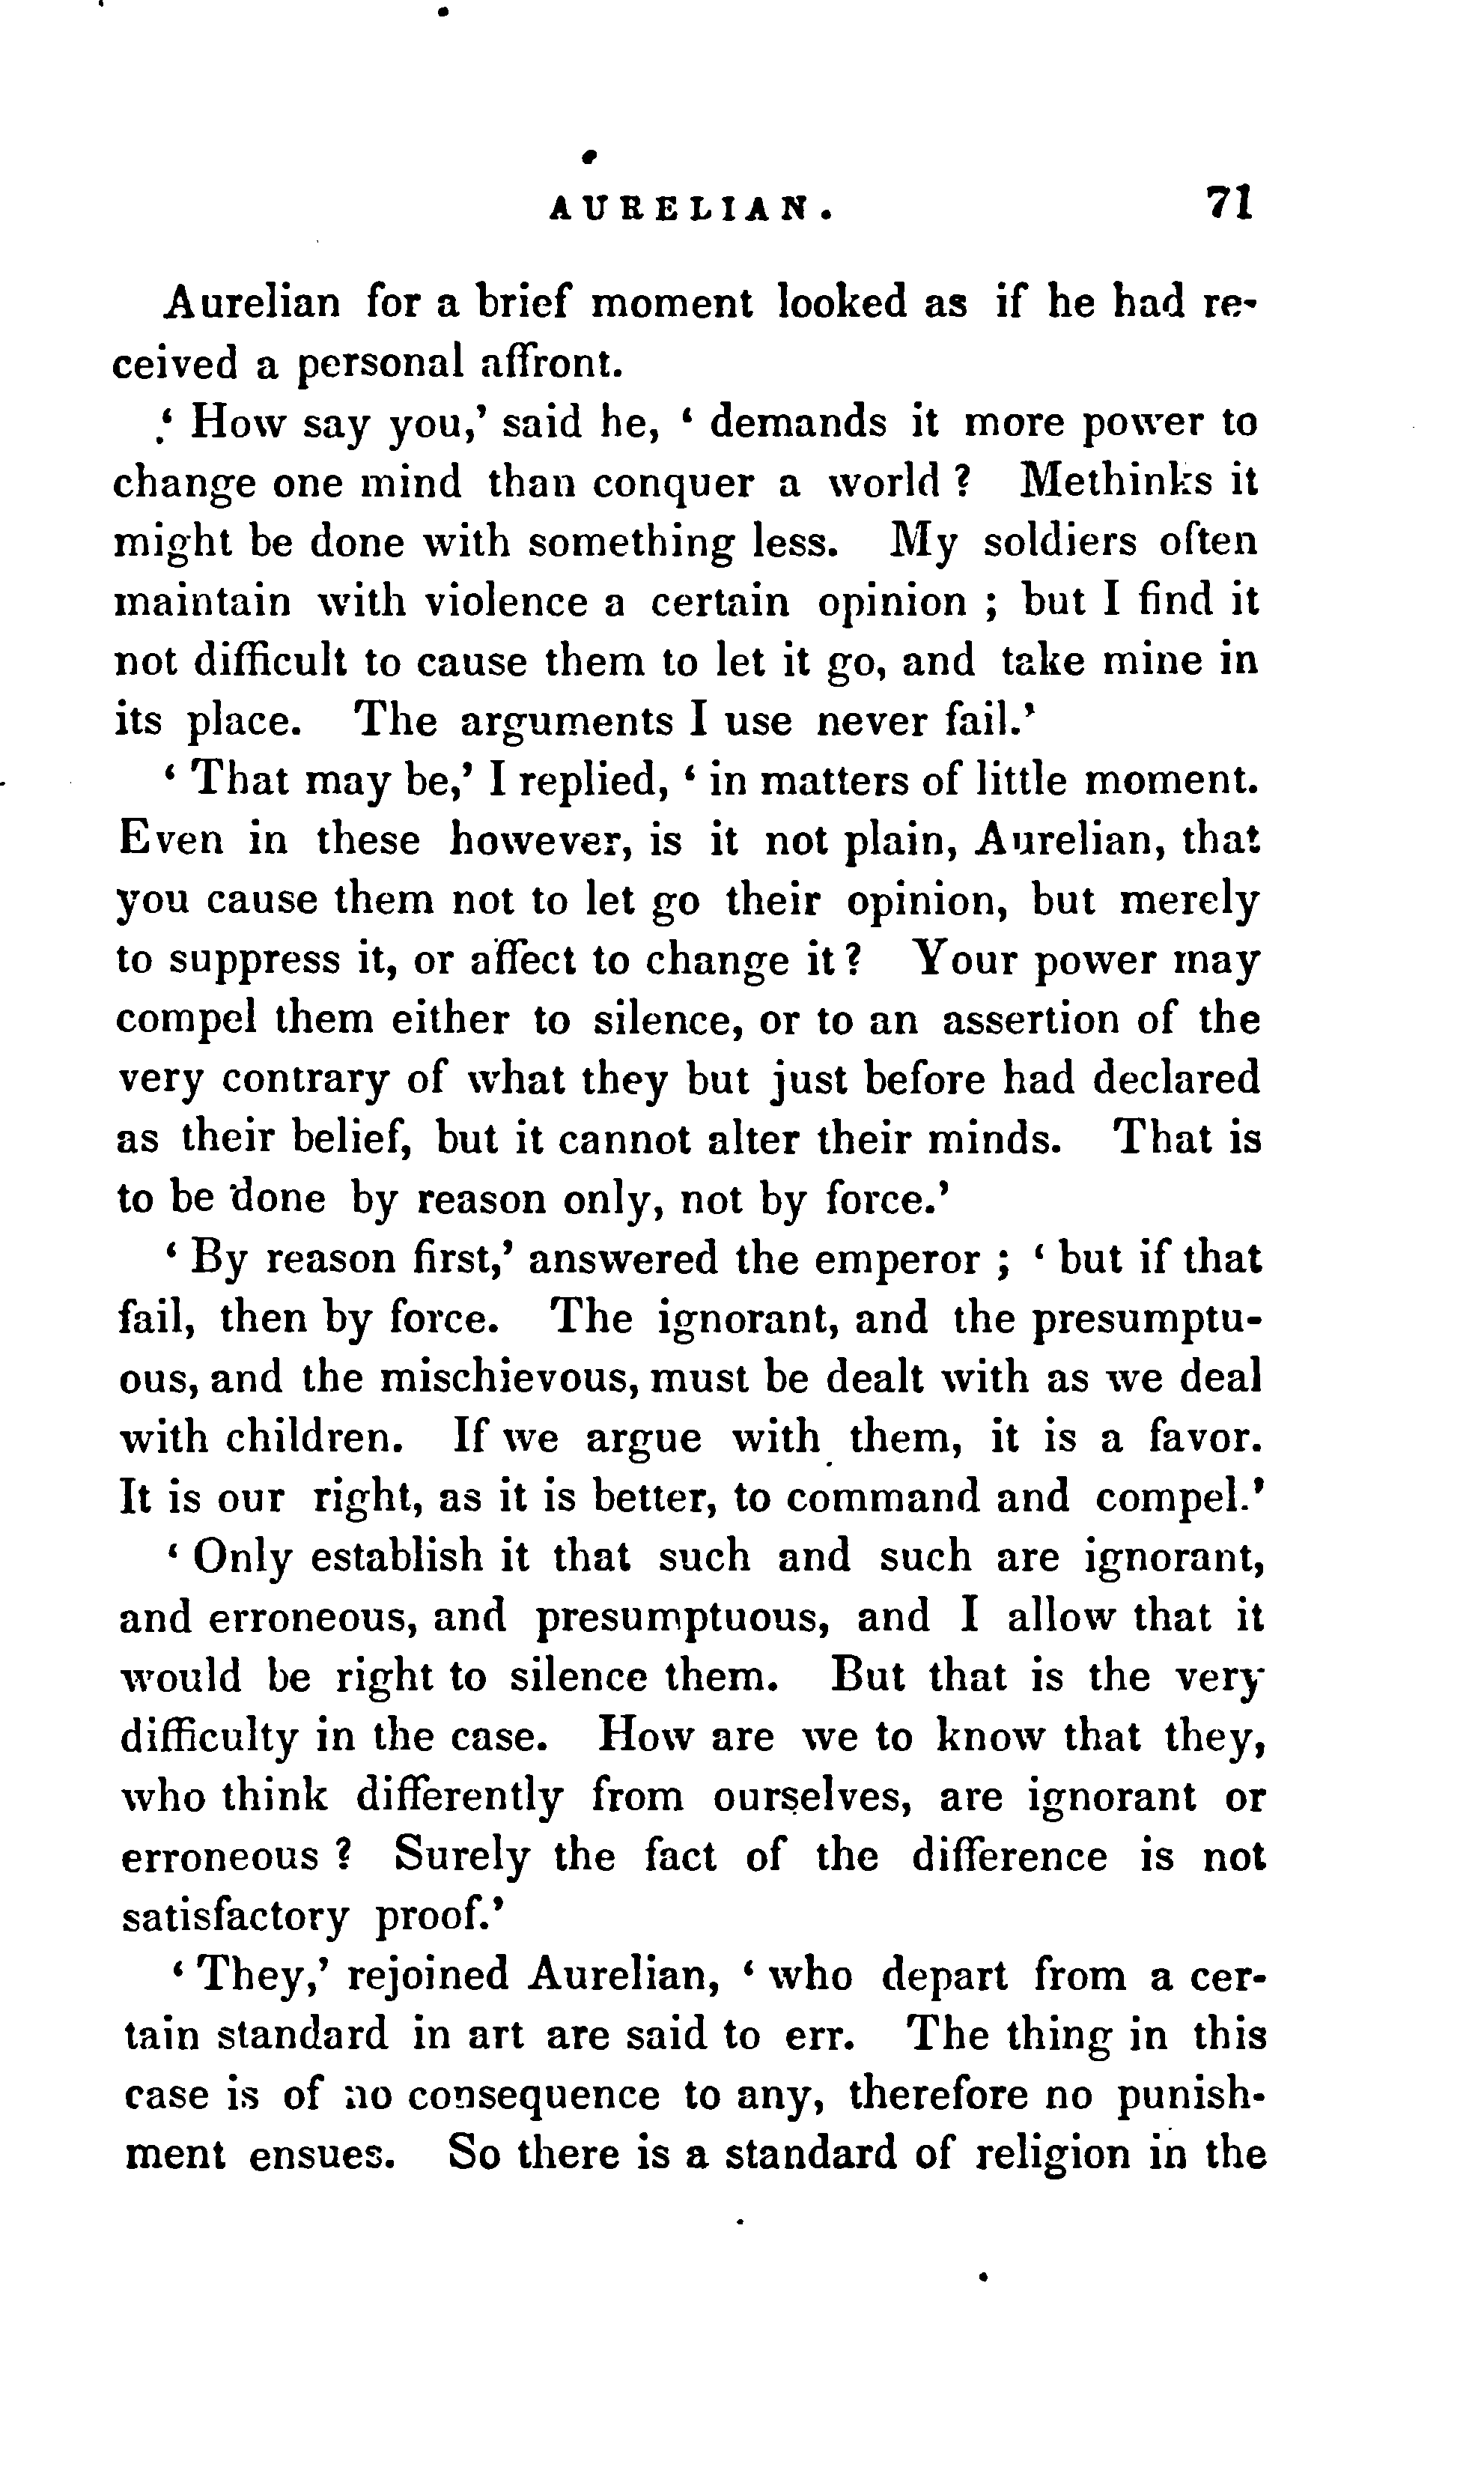 AURELIAN. 71
Aurelian for a brief moment looked as if he had re-
ceived a personal affront.
‘ How say you,’ said he, ‘ demands it more power to
change one mind than conquer a world ? Methinks it
might be done with something less. My soldiers often
maintain with violence a certain opinion ; but I find it
not difficult to cause them to let it go, and take mine in
its place. The arguments I use never fail.’
‘ That may be,’ I replied, ‘ in matters of little moment.
Even in these however, is it not plain, Aurelian, that
you cause them not to let go their opinion, but merely
to suppress it, or affect to change it ? Your power may
compel them either to silence, or to an assertion of the
very contrary of what they but just before had declared
as their belief, but it cannot alter their minds. That is
to be done by reason only, not by force.’
‘ By reason first,’ answered the emperor ; ‘ but if that
fail, then by force. The ignorant, and the presumptu-
ous, and the mischievous, must be dealt with as we deal
with children. If we argue with them, it is a favor.
It is our right, as it is better, to command and compel.’
‘ Only establish it that such and such are ignorant,
and erroneous, and presumptuous, and I allow that it
would be right to silence them. But that is the very
difficulty in the case. How are we to know that they,
who think differently from ourselves, are ignorant or
erroneous ? Surely the fact of the difference is not
satisfactory proof.’
‘ They,’ rejoined Aurelian, ‘ who depart from a cer-
tain standard in art are said to err. The thing in this
case is of no consequence to any, therefore no punish-
ment ensues. So there is a standard of religion in the